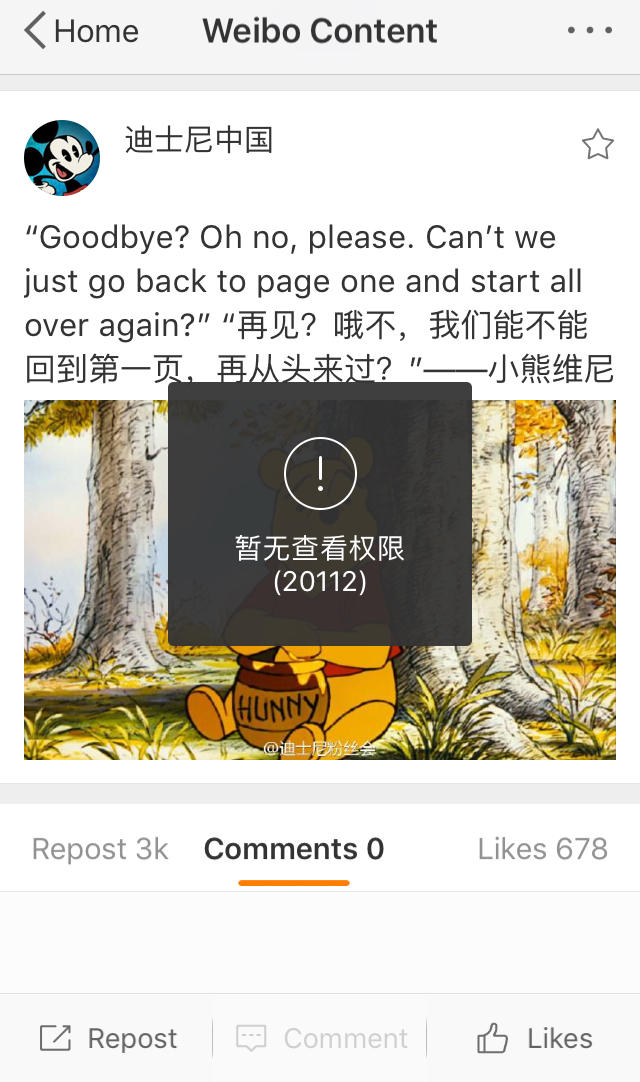 Home
Weibo Content
迪士尼中国
“Goodbye? Oh no, please. Can’t we
just go back to page one and start all
over again?” “再见？哦不，我们能不能
回到第一页，再从头来过？”——小熊维尼
暂无查看权限
(20112)
HUNNY
@迪士尼粉丝会
Repost 3k
Comments 0
Likes 678
Repost
Comment
Likes